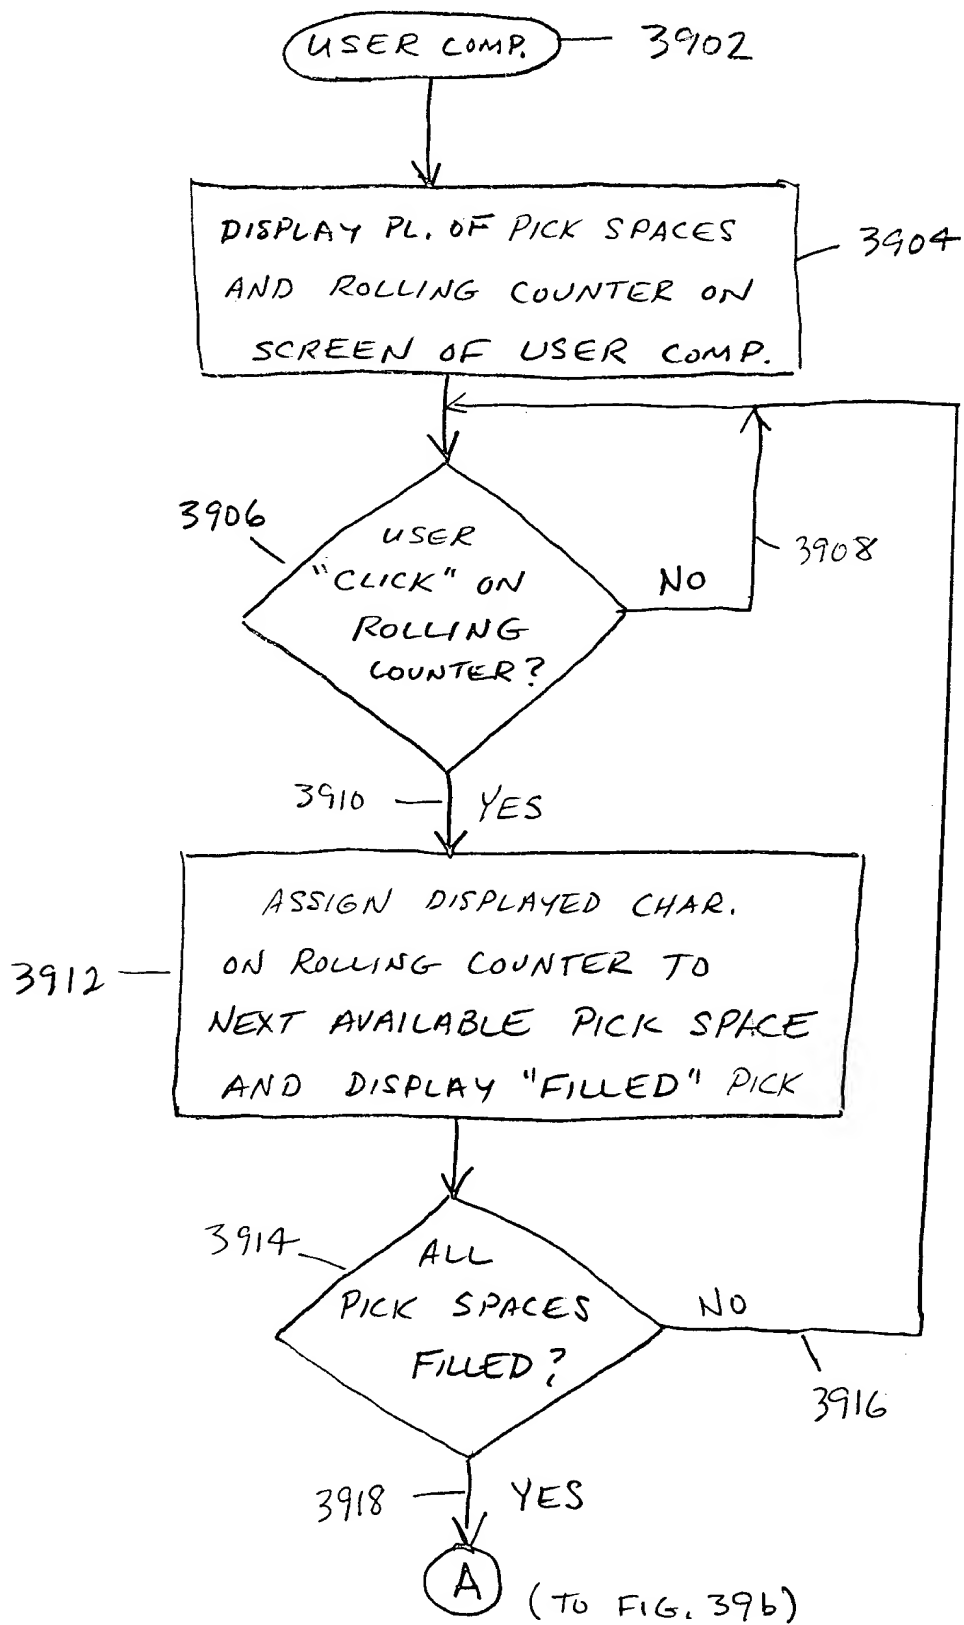 USER COMP.
3902
DISPLAY PL. OF PICK SPACES
AND ROLLING COUNTER ON
SCREEN OF USER COMP.
3904
3906
USER
"CLICK" ON
ROLLING
COUNTER?
NO
3908
3910
YES
ASSIGN DISPLAYED CHAR.
ON ROLLING COUNTER TO
NEXT AVAILABLE PICK SPACE
AND DISPLAY "FILLED" PICK
3912
3914
ALL
PICK SPACES
FILLED?
NO
3916
3918
YES
A
(TO FIG. 39b)